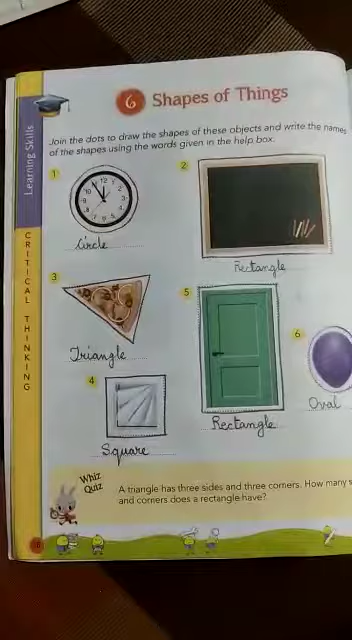 Learning Skills
CRITICAL THINKING
6 Shapes of Things
Join the dots to draw the shapes of these objects and write the names
of the shapes using the words given in the help box.
1
12
Circle
2
Rectangle
3
Triangle
4
Square
5
Rectangle
6
Oval
Whiz
Quiz
A triangle has three sides and three corners. How many
and corners does a rectangle have?